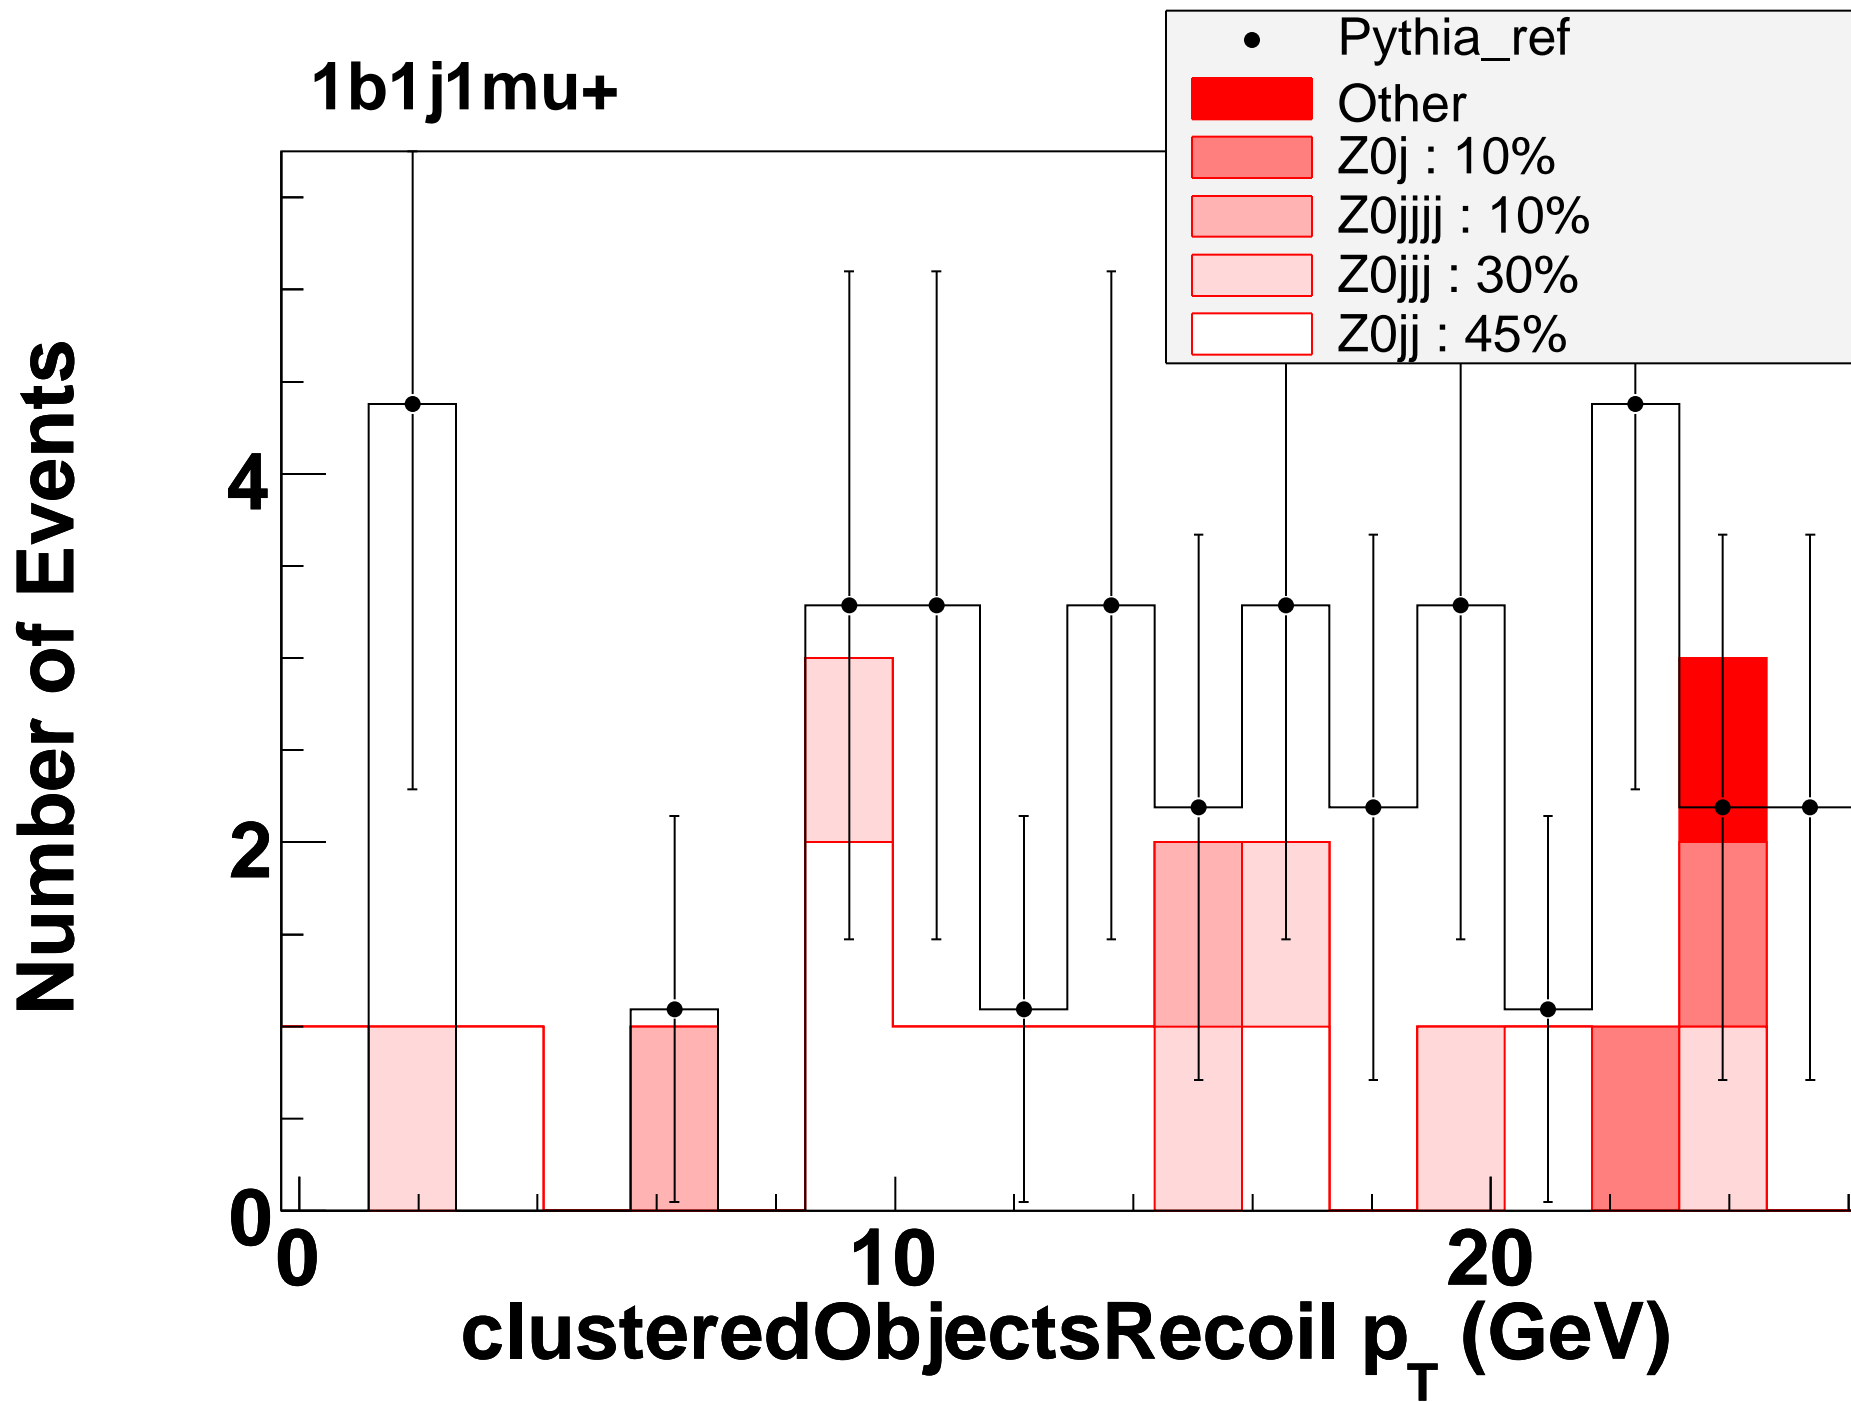 1b1j1mu+
Pythia_ref
Other
Z0j : 10%
Z0jjjj : 10%
Z0jjj : 30%
Z0jj : 45%
Number of Events
4
2
0
0 10 20
clusteredObjectsRecoil p_T (GeV)